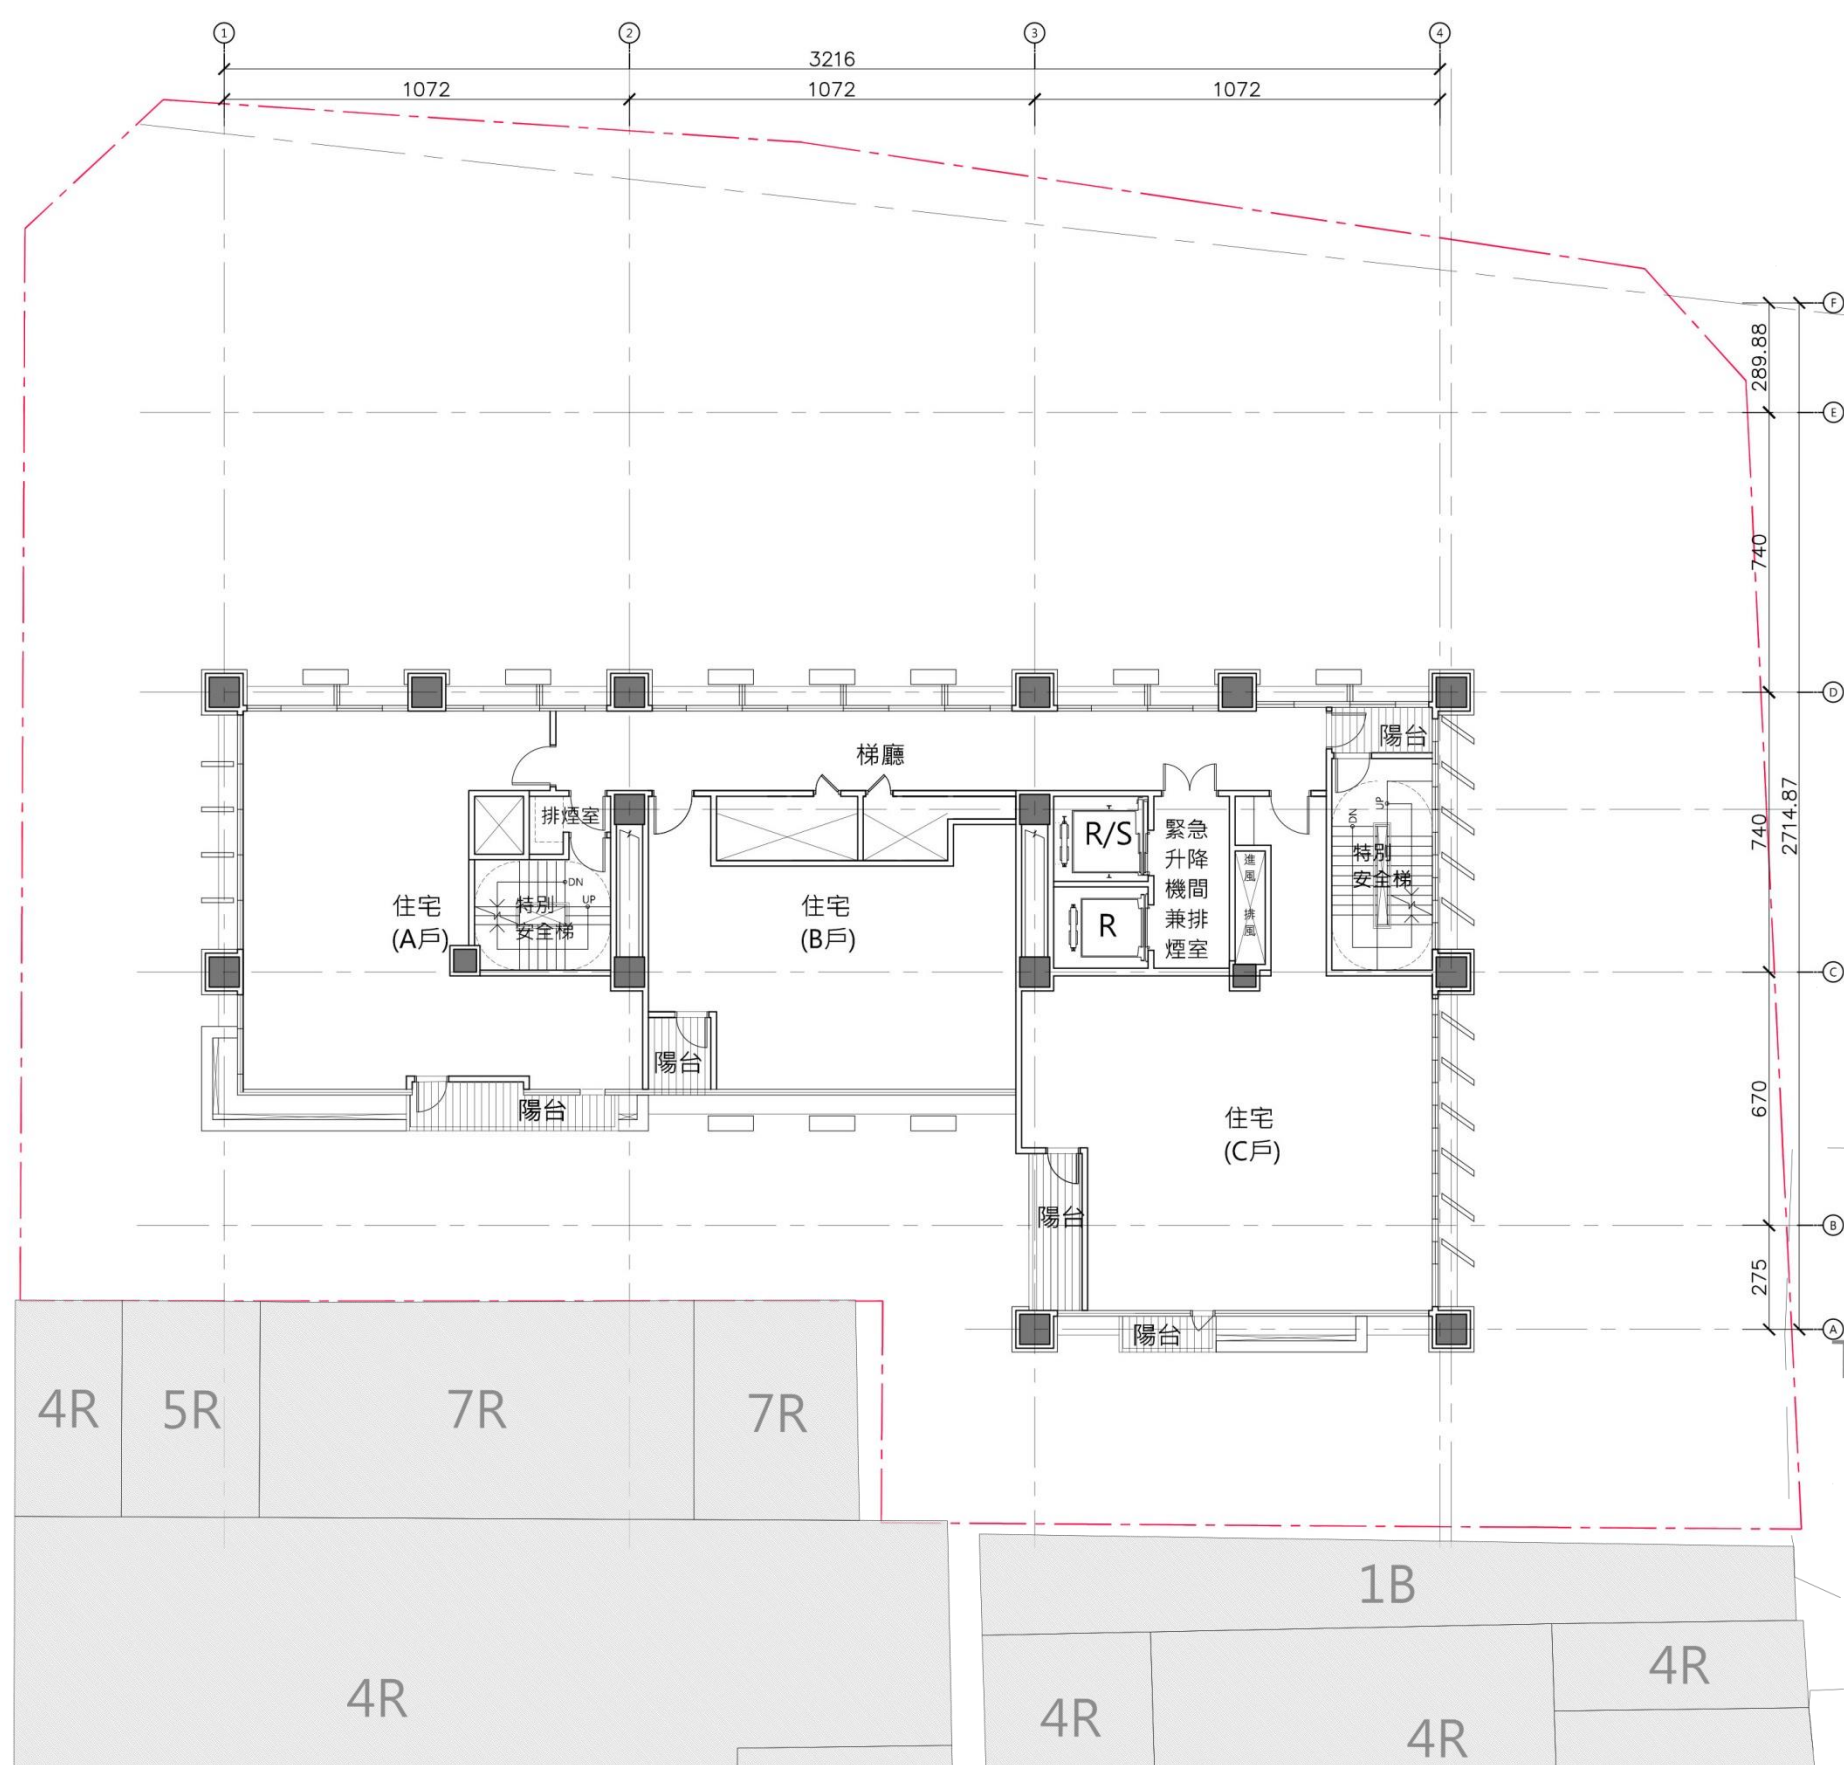 1
2
3
4
3216
1072
1072
1072
F
289.88
E
740
D
陽台
梯廳
排煙室
R/S
緊急
升降
機間
兼排
煙室
進風
排風
UP
DN
特別
安全梯
740
2714.87
DN
UP
特別
安全梯
住宅
(A戶)
住宅
(B戶)
R
C
陽台
陽台
住宅
(C戶)
670
陽台
B
275
陽台
A
4R
5R
7R
7R
1B
4R
4R
4R
4R